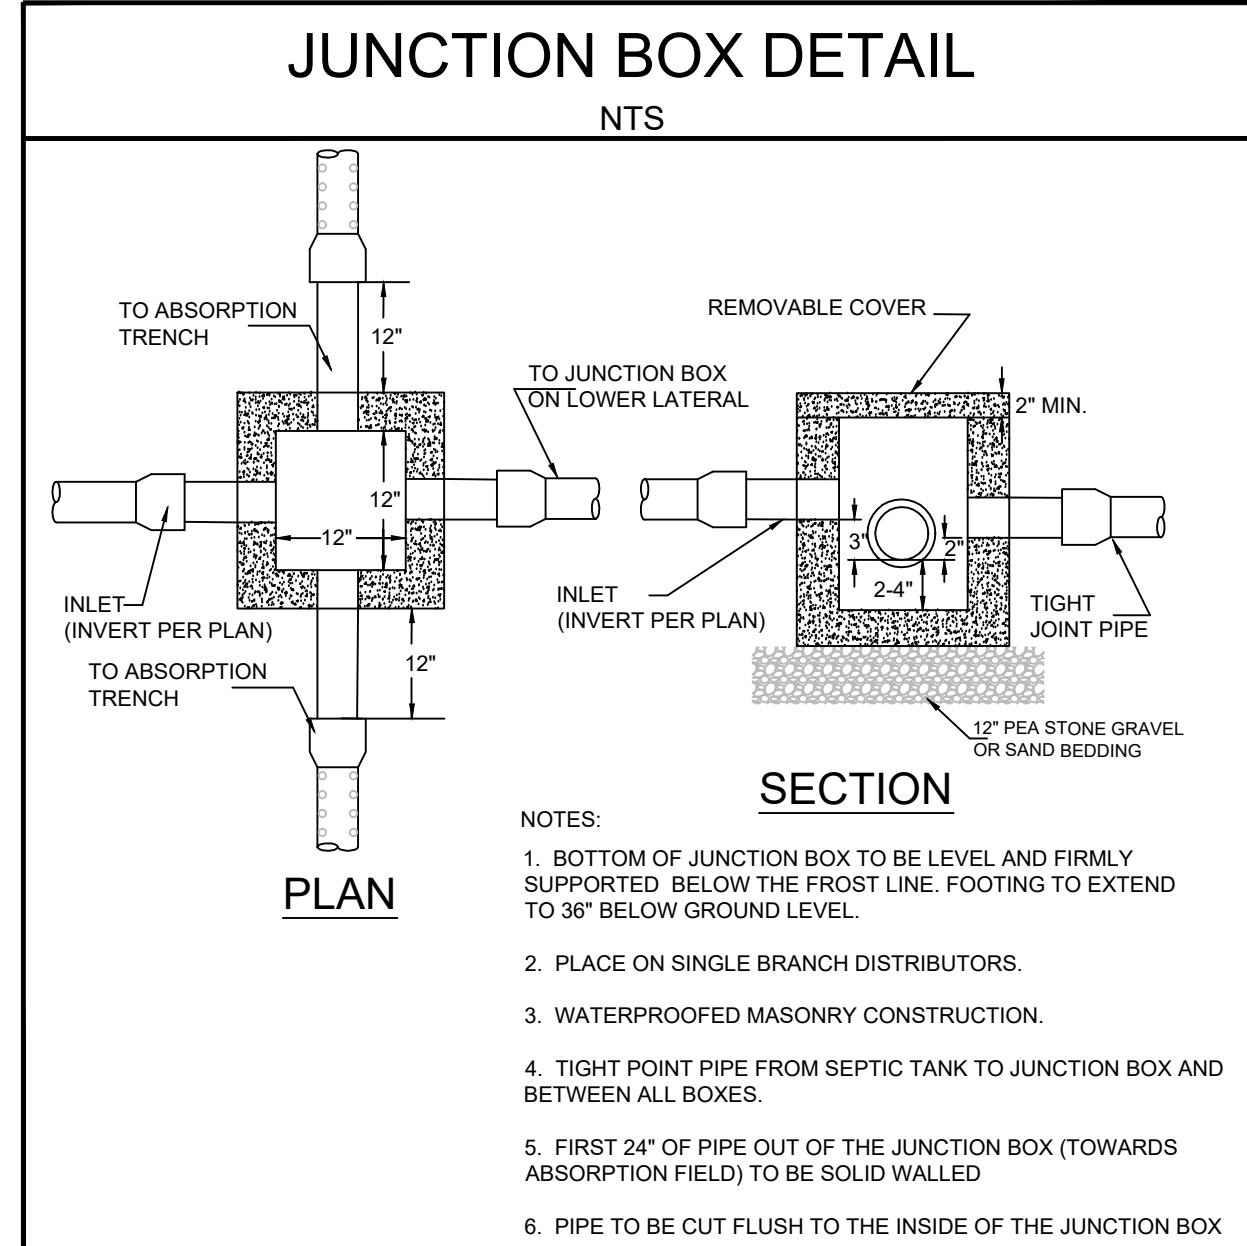 JUNCTION BOX DETAIL
NTS
TO ABSORPTION
TRENCH
12"
TO JUNCTION BOX
ON LOWER LATERAL
12"
12"
INLET
(INVERT PER PLAN)
TO ABSORPTION
TRENCH
12"
PLAN
REMOVABLE COVER
2" MIN.
3"
2"
2-4"
INLET
(INVERT PER PLAN)
TIGHT
JOINT PIPE
12" PEA STONE GRAVEL
OR SAND BEDDING
SECTION
NOTES:
1. BOTTOM OF JUNCTION BOX TO BE LEVEL AND FIRMLY
SUPPORTED BELOW THE FROST LINE. FOOTING TO EXTEND
TO 36" BELOW GROUND LEVEL.
2. PLACE ON SINGLE BRANCH DISTRIBUTORS.
3. WATERPROOFED MASONRY CONSTRUCTION.
4. TIGHT POINT PIPE FROM SEPTIC TANK TO JUNCTION BOX AND
BETWEEN ALL BOXES.
5. FIRST 24" OF PIPE OUT OF THE JUNCTION BOX (TOWARDS
ABSORPTION FIELD) TO BE SOLID WALLED
6. PIPE TO BE CUT FLUSH TO THE INSIDE OF THE JUNCTION BOX